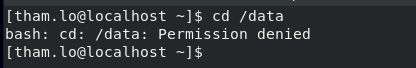 [tham.lo@localhost ~]$ cd /data
bash: cd: /data: Permission denied
[tham.lo@localhost ~]$